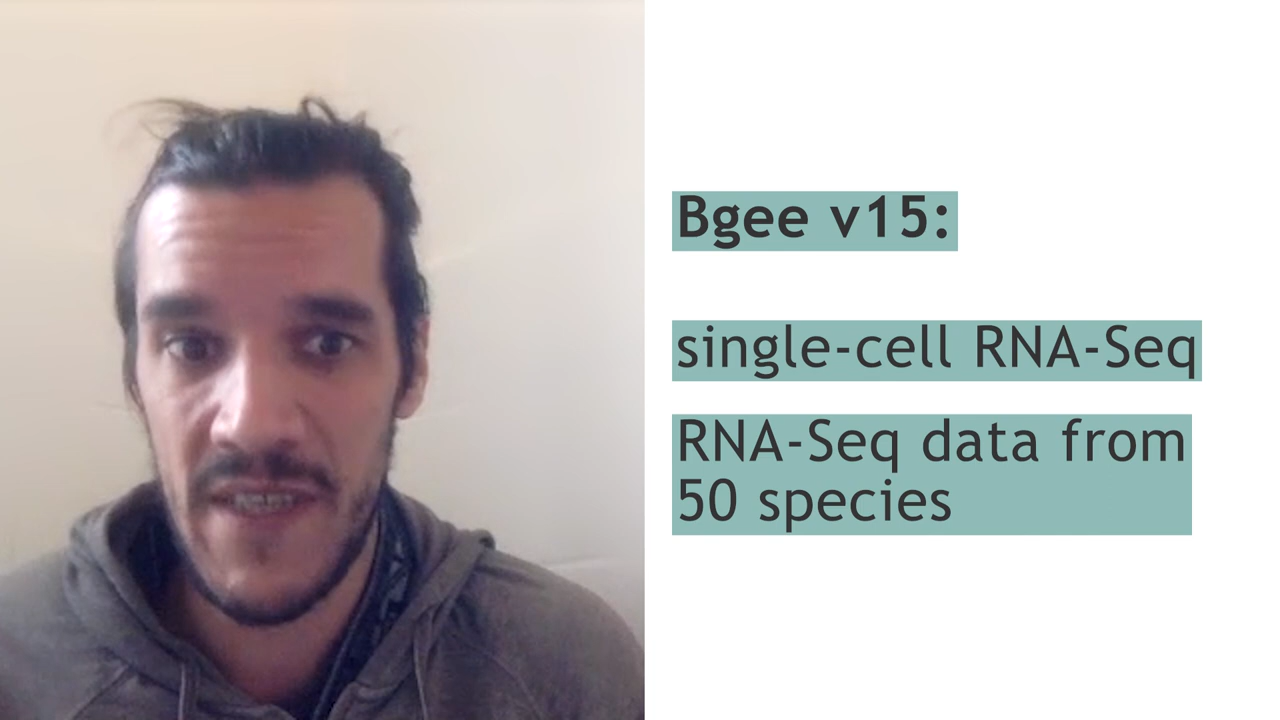 Bgee v15:
single-cell RNA-Seq
RNA-Seq data from
50 species